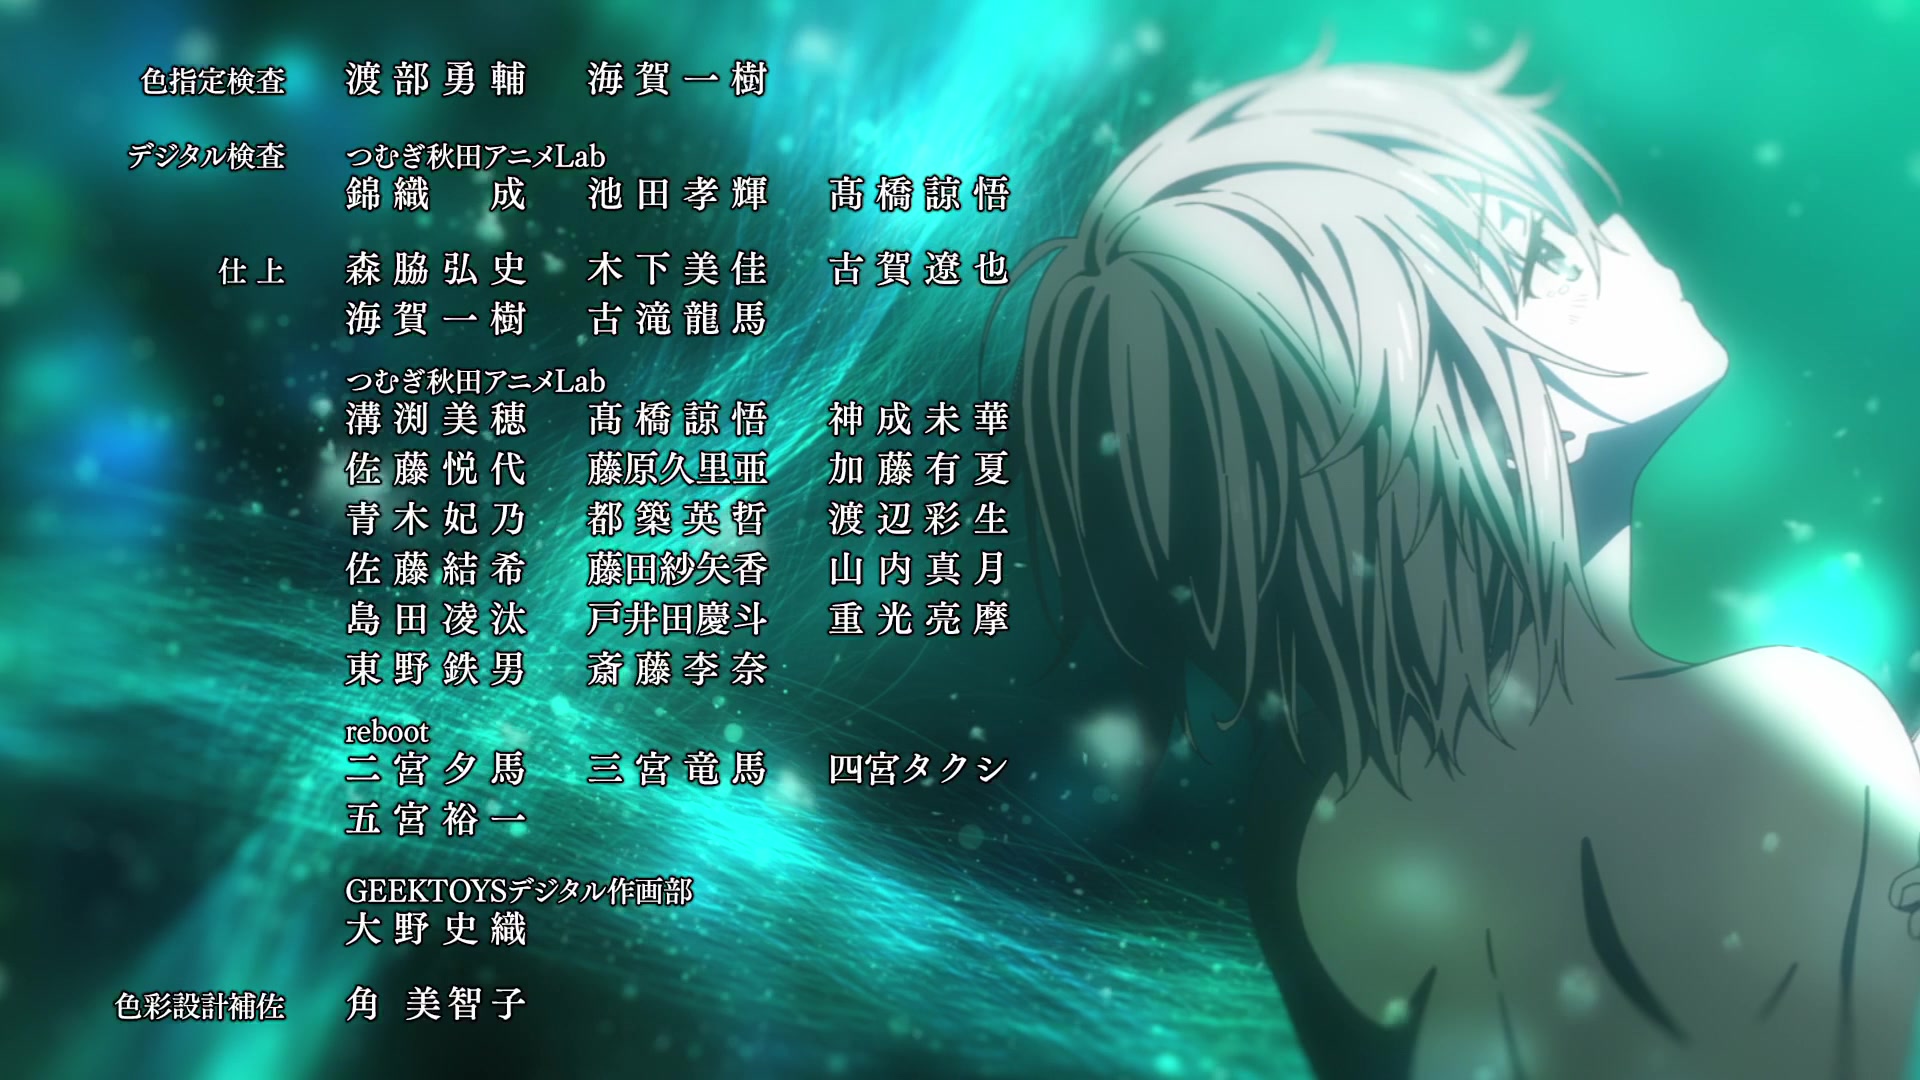 色指定検査 渡部勇輔 海賀一樹
デジタル検査 つむぎ秋田アニメLab
錦織 成 池田孝輝 髙橋諒悟
仕上 森脇弘史 木下美佳 古賀遼也
海賀一樹 古滝龍馬
つむぎ秋田アニメLab
溝渕美穂 髙橋諒悟 神成未華
佐藤悦代 藤原久里亜 加藤有夏
青木妃乃 都築英哲 渡辺彩生
佐藤結希 藤田紗矢香 山内真月
島田凌汰 戸井田慶斗 重光亮摩
東野鉄男 斎藤李奈
reboot
二宮夕馬 三宮竜馬 四宮タクシ
五宮裕一
GEEKTOYSデジタル作画部
大野史織
色彩設計補佐 角 美智子